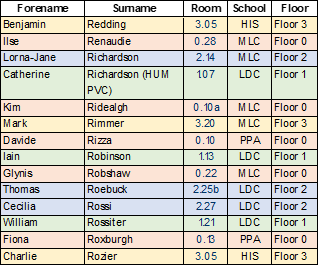 Forename Surname Room School Floor
Benjamin Redding 3.05 HIS Floor 3
Ilse Renaudie 0.28 MLC Floor 0
Lorna-Jane Richardson 2.14 MLC Floor 2
Catherine Richardson (HUM PVC) 1.07 LDC Floor 1
Kim Ridealgh 0.10a MLC Floor 0
Mark Rimmer 3.20 MLC Floor 3
Davide Rizza 0.10 PPA Floor 0
Iain Robinson 1.13 LDC Floor 1
Glynis Robshaw 0.22 MLC Floor 0
Thomas Roebuck 2.25b LDC Floor 2
Cecilia Rossi 2.27 LDC Floor 2
William Rossiter 1.21 LDC Floor 1
Fiona Roxburgh 0.13 PPA Floor 0
Charlie Rozier 3.05 HIS Floor 3